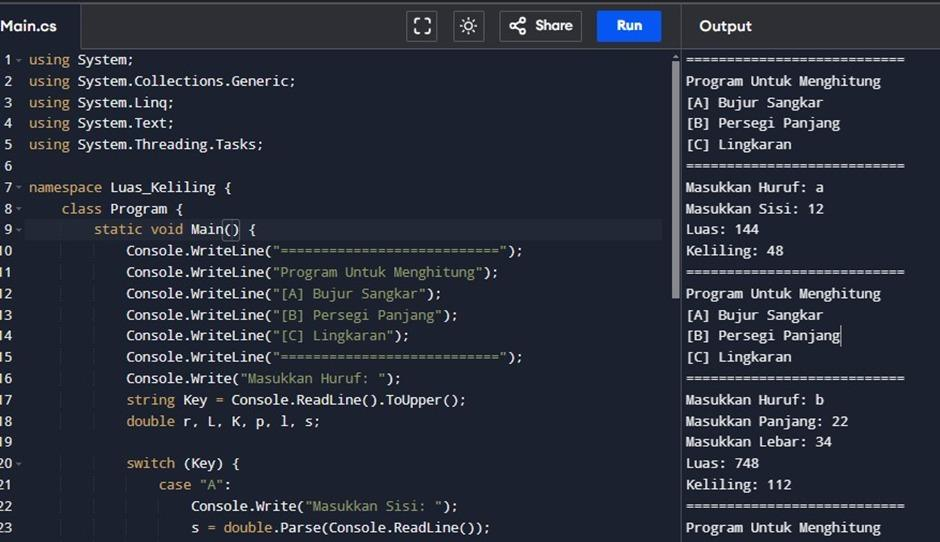 Main.cs
Share
Run
Output
1 using System;
2 using System.Collections.Generic;
3 using System.Linq;
4 using System.Text;
5 using System.Threading.Tasks;
6
7 namespace Luas_Keliling {
8 class Program {
9 static void Main() {
10 Console.WriteLine("===========================");
11 Console.WriteLine("Program Untuk Menghitung");
12 Console.WriteLine("[A] Bujur Sangkar");
13 Console.WriteLine("[B] Persegi Panjang");
14 Console.WriteLine("[C] Lingkaran");
15 Console.WriteLine("===========================");
16 Console.Write("Masukkan Huruf: ");
17 string Key = Console.ReadLine().ToUpper();
18 double r, L, K, p, l, s;
19
20 switch (Key) {
21 case "A":
22 Console.Write("Masukkan Sisi: ");
23 s = double.Parse(Console.ReadLine());
===========================
Program Untuk Menghitung
[A] Bujur Sangkar
[B] Persegi Panjang
[C] Lingkaran
===========================
Masukkan Huruf: a
Masukkan Sisi: 12
Luas: 144
Keliling: 48
===========================
Program Untuk Menghitung
[A] Bujur Sangkar
[B] Persegi Panjang
[C] Lingkaran
===========================
Masukkan Huruf: b
Masukkan Panjang: 22
Masukkan Lebar: 34
Luas: 748
Keliling: 112
===========================
Program Untuk Menghitung